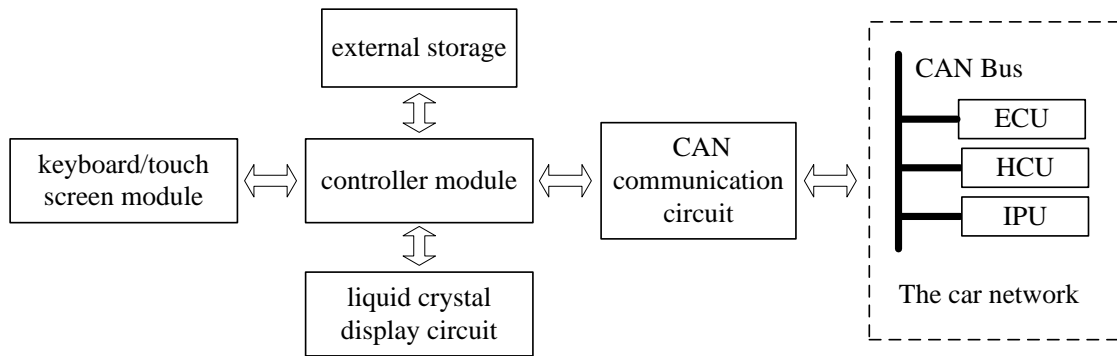 external storage
keyboard/touch
screen module
controller module
CAN
communication
circuit
liquid crystal
display circuit
CAN Bus
ECU
HCU
IPU
The car network